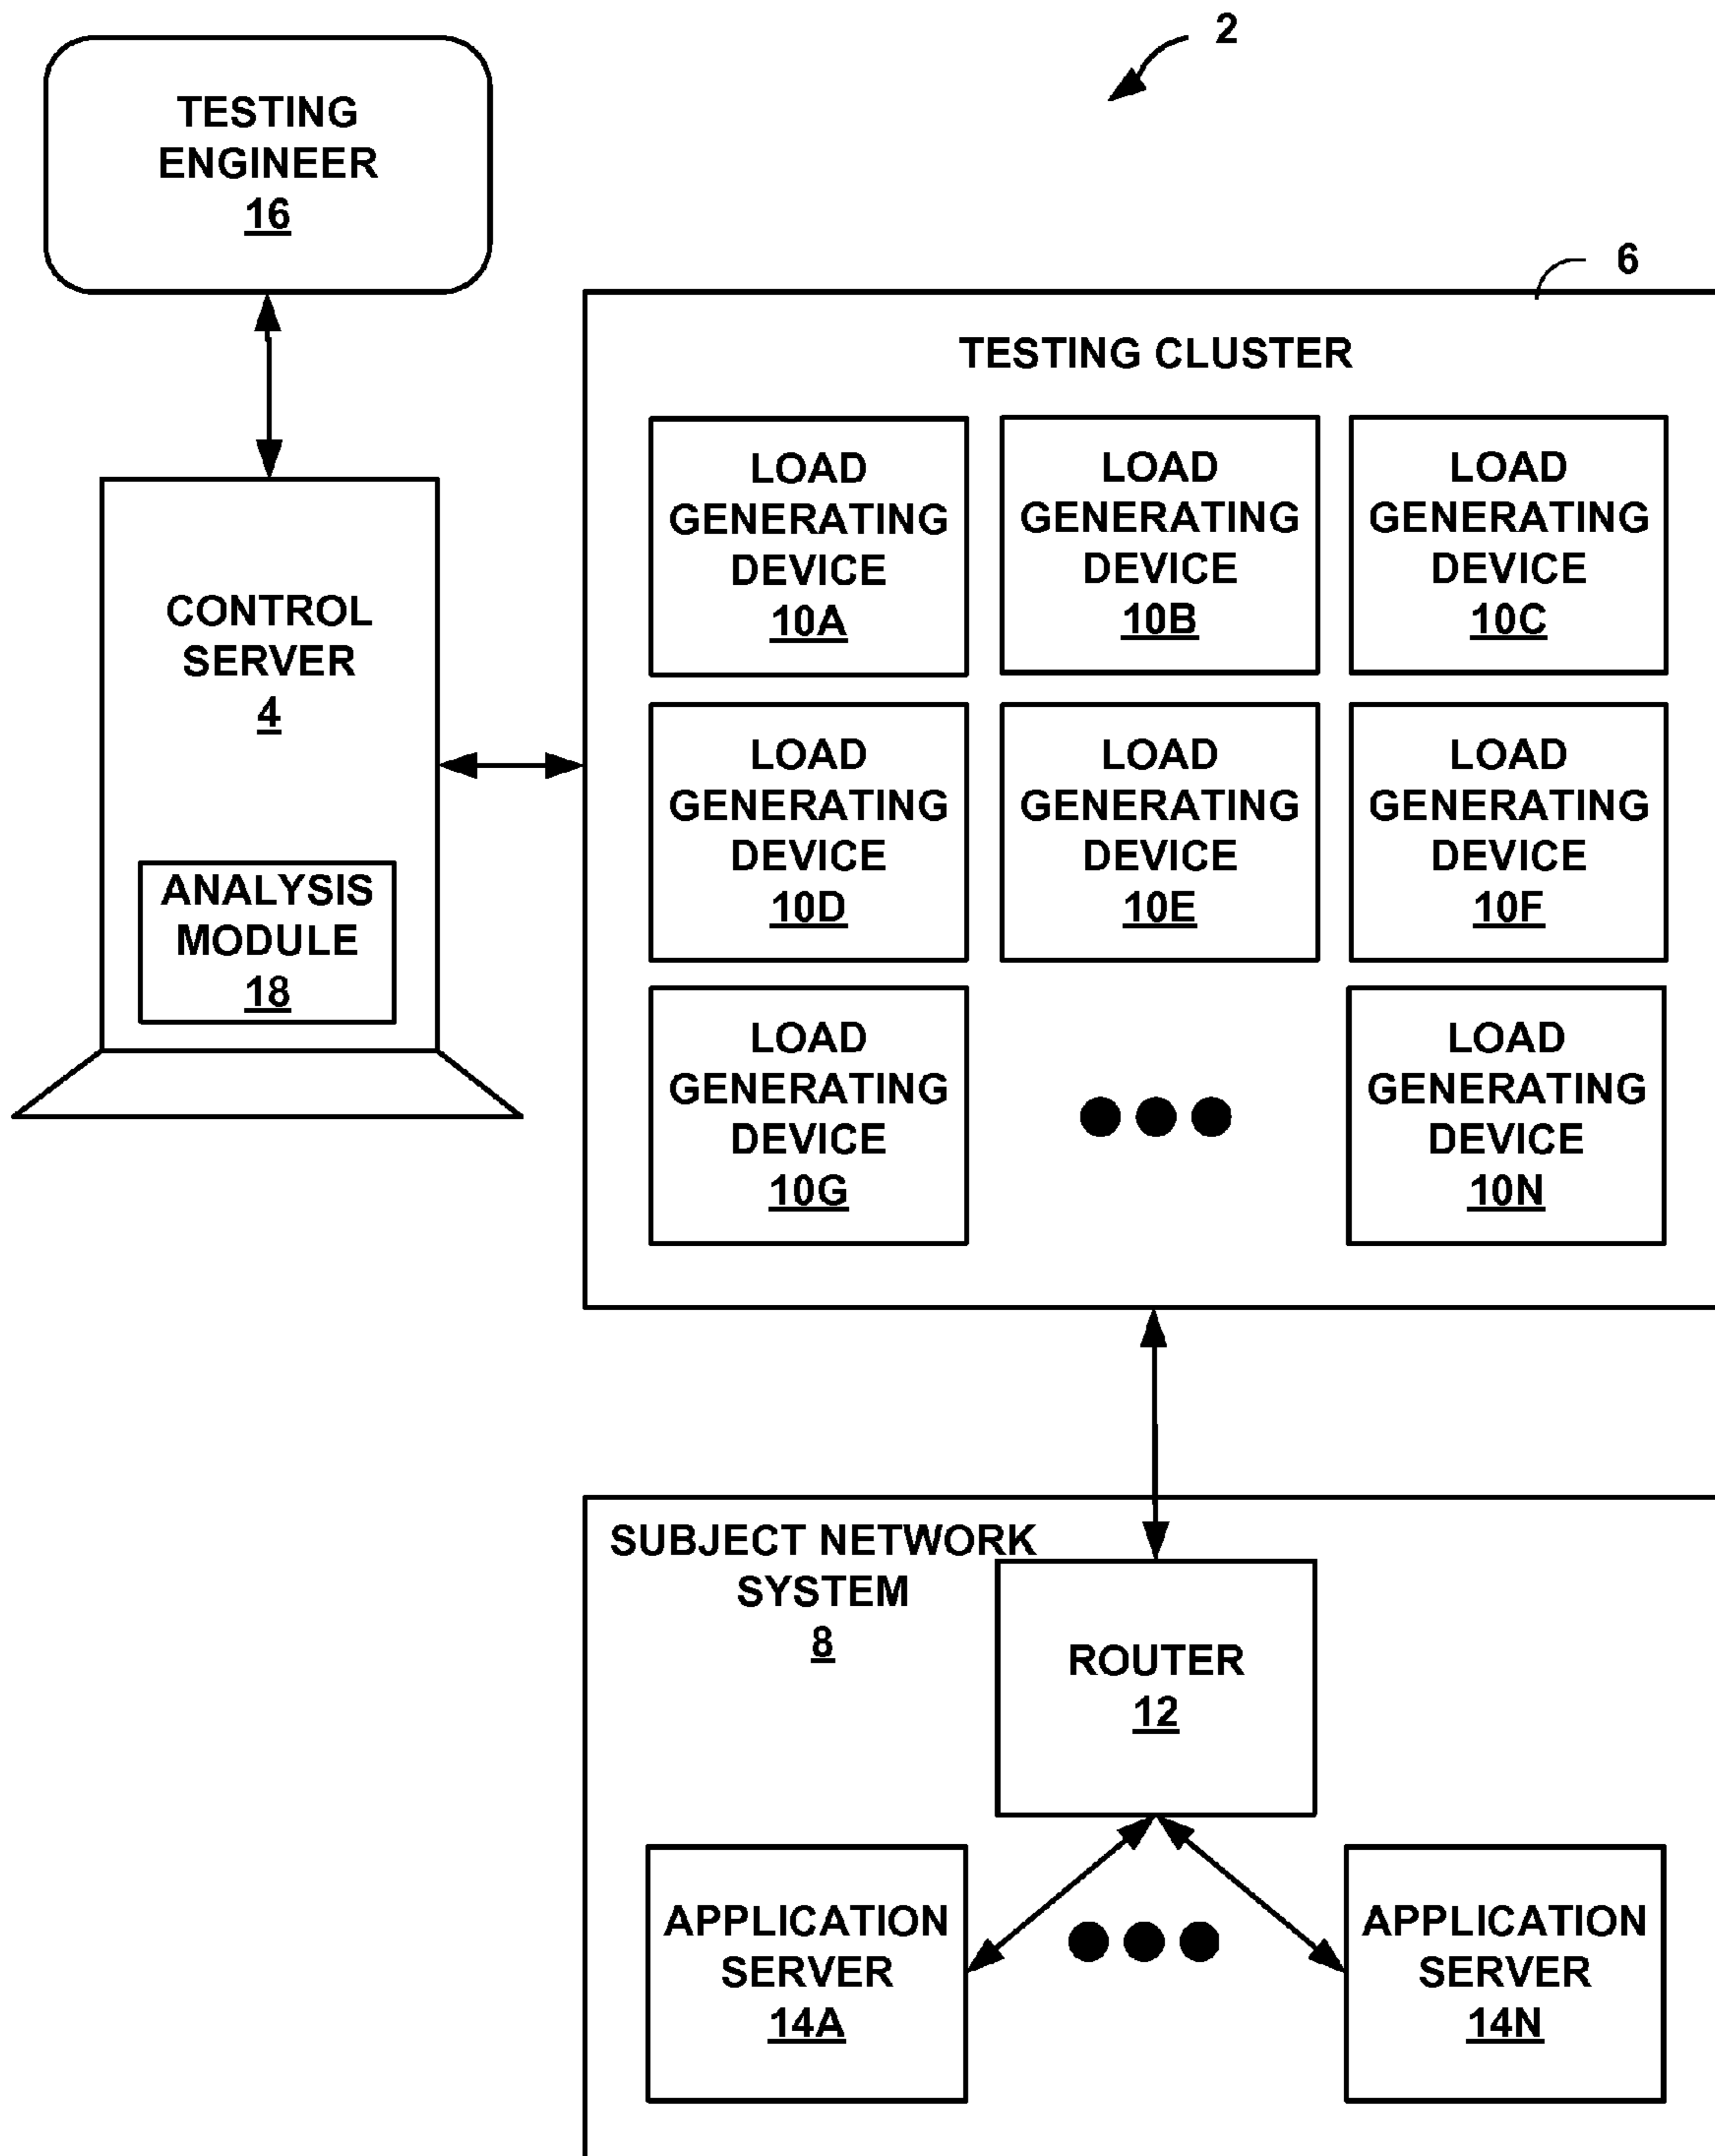 2
TESTING
ENGINEER
16
6
TESTING CLUSTER
LOAD
GENERATING
DEVICE
10A
LOAD
GENERATING
DEVICE
10B
LOAD
GENERATING
DEVICE
10C
CONTROL
SERVER
4
ANALYSIS
MODULE
18
LOAD
GENERATING
DEVICE
10D
LOAD
GENERATING
DEVICE
10E
LOAD
GENERATING
DEVICE
10F
LOAD
GENERATING
DEVICE
10G
LOAD
GENERATING
DEVICE
10N
SUBJECT NETWORK
SYSTEM
8
ROUTER
12
APPLICATION
SERVER
14A
APPLICATION
SERVER
14N